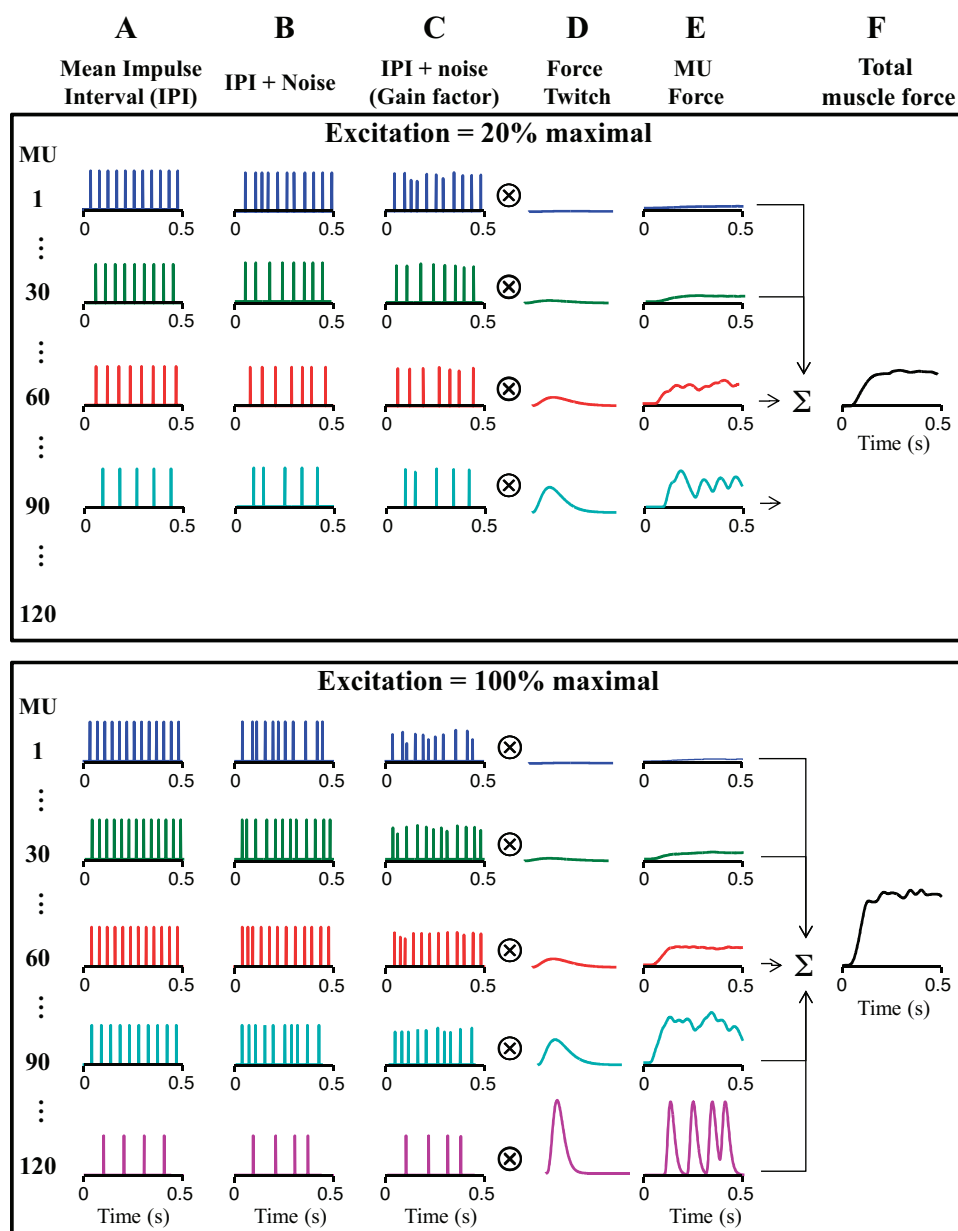 A B C D E F
Mean Impulse Interval (IPI)
IPI + Noise
IPI + noise (Gain factor)
Force Twitch
MU Force
Total muscle force
Excitation = 20% maximal
MU
1
0 0.5 0 0.5 0 0.5 0 0.5
⋮
30
0 0.5 0 0.5 0 0.5 0 0.5
⋮
60
0 0.5 0 0.5 0 0.5 0 0.5
Σ
0 0.5
Time (s)
⋮
90
0 0.5 0 0.5 0 0.5 0 0.5
⋮
120
Excitation = 100% maximal
MU
1
0 0.5 0 0.5 0 0.5 0 0.5
⋮
30
0 0.5 0 0.5 0 0.5 0 0.5
⋮
60
0 0.5 0 0.5 0 0.5 0 0.5
Σ
0 0.5
Time (s)
⋮
90
0 0.5 0 0.5 0 0.5 0 0.5
⋮
120
0 0.5 0 0.5 0 0.5 0 0.5
Time (s) Time (s) Time (s) Time (s)